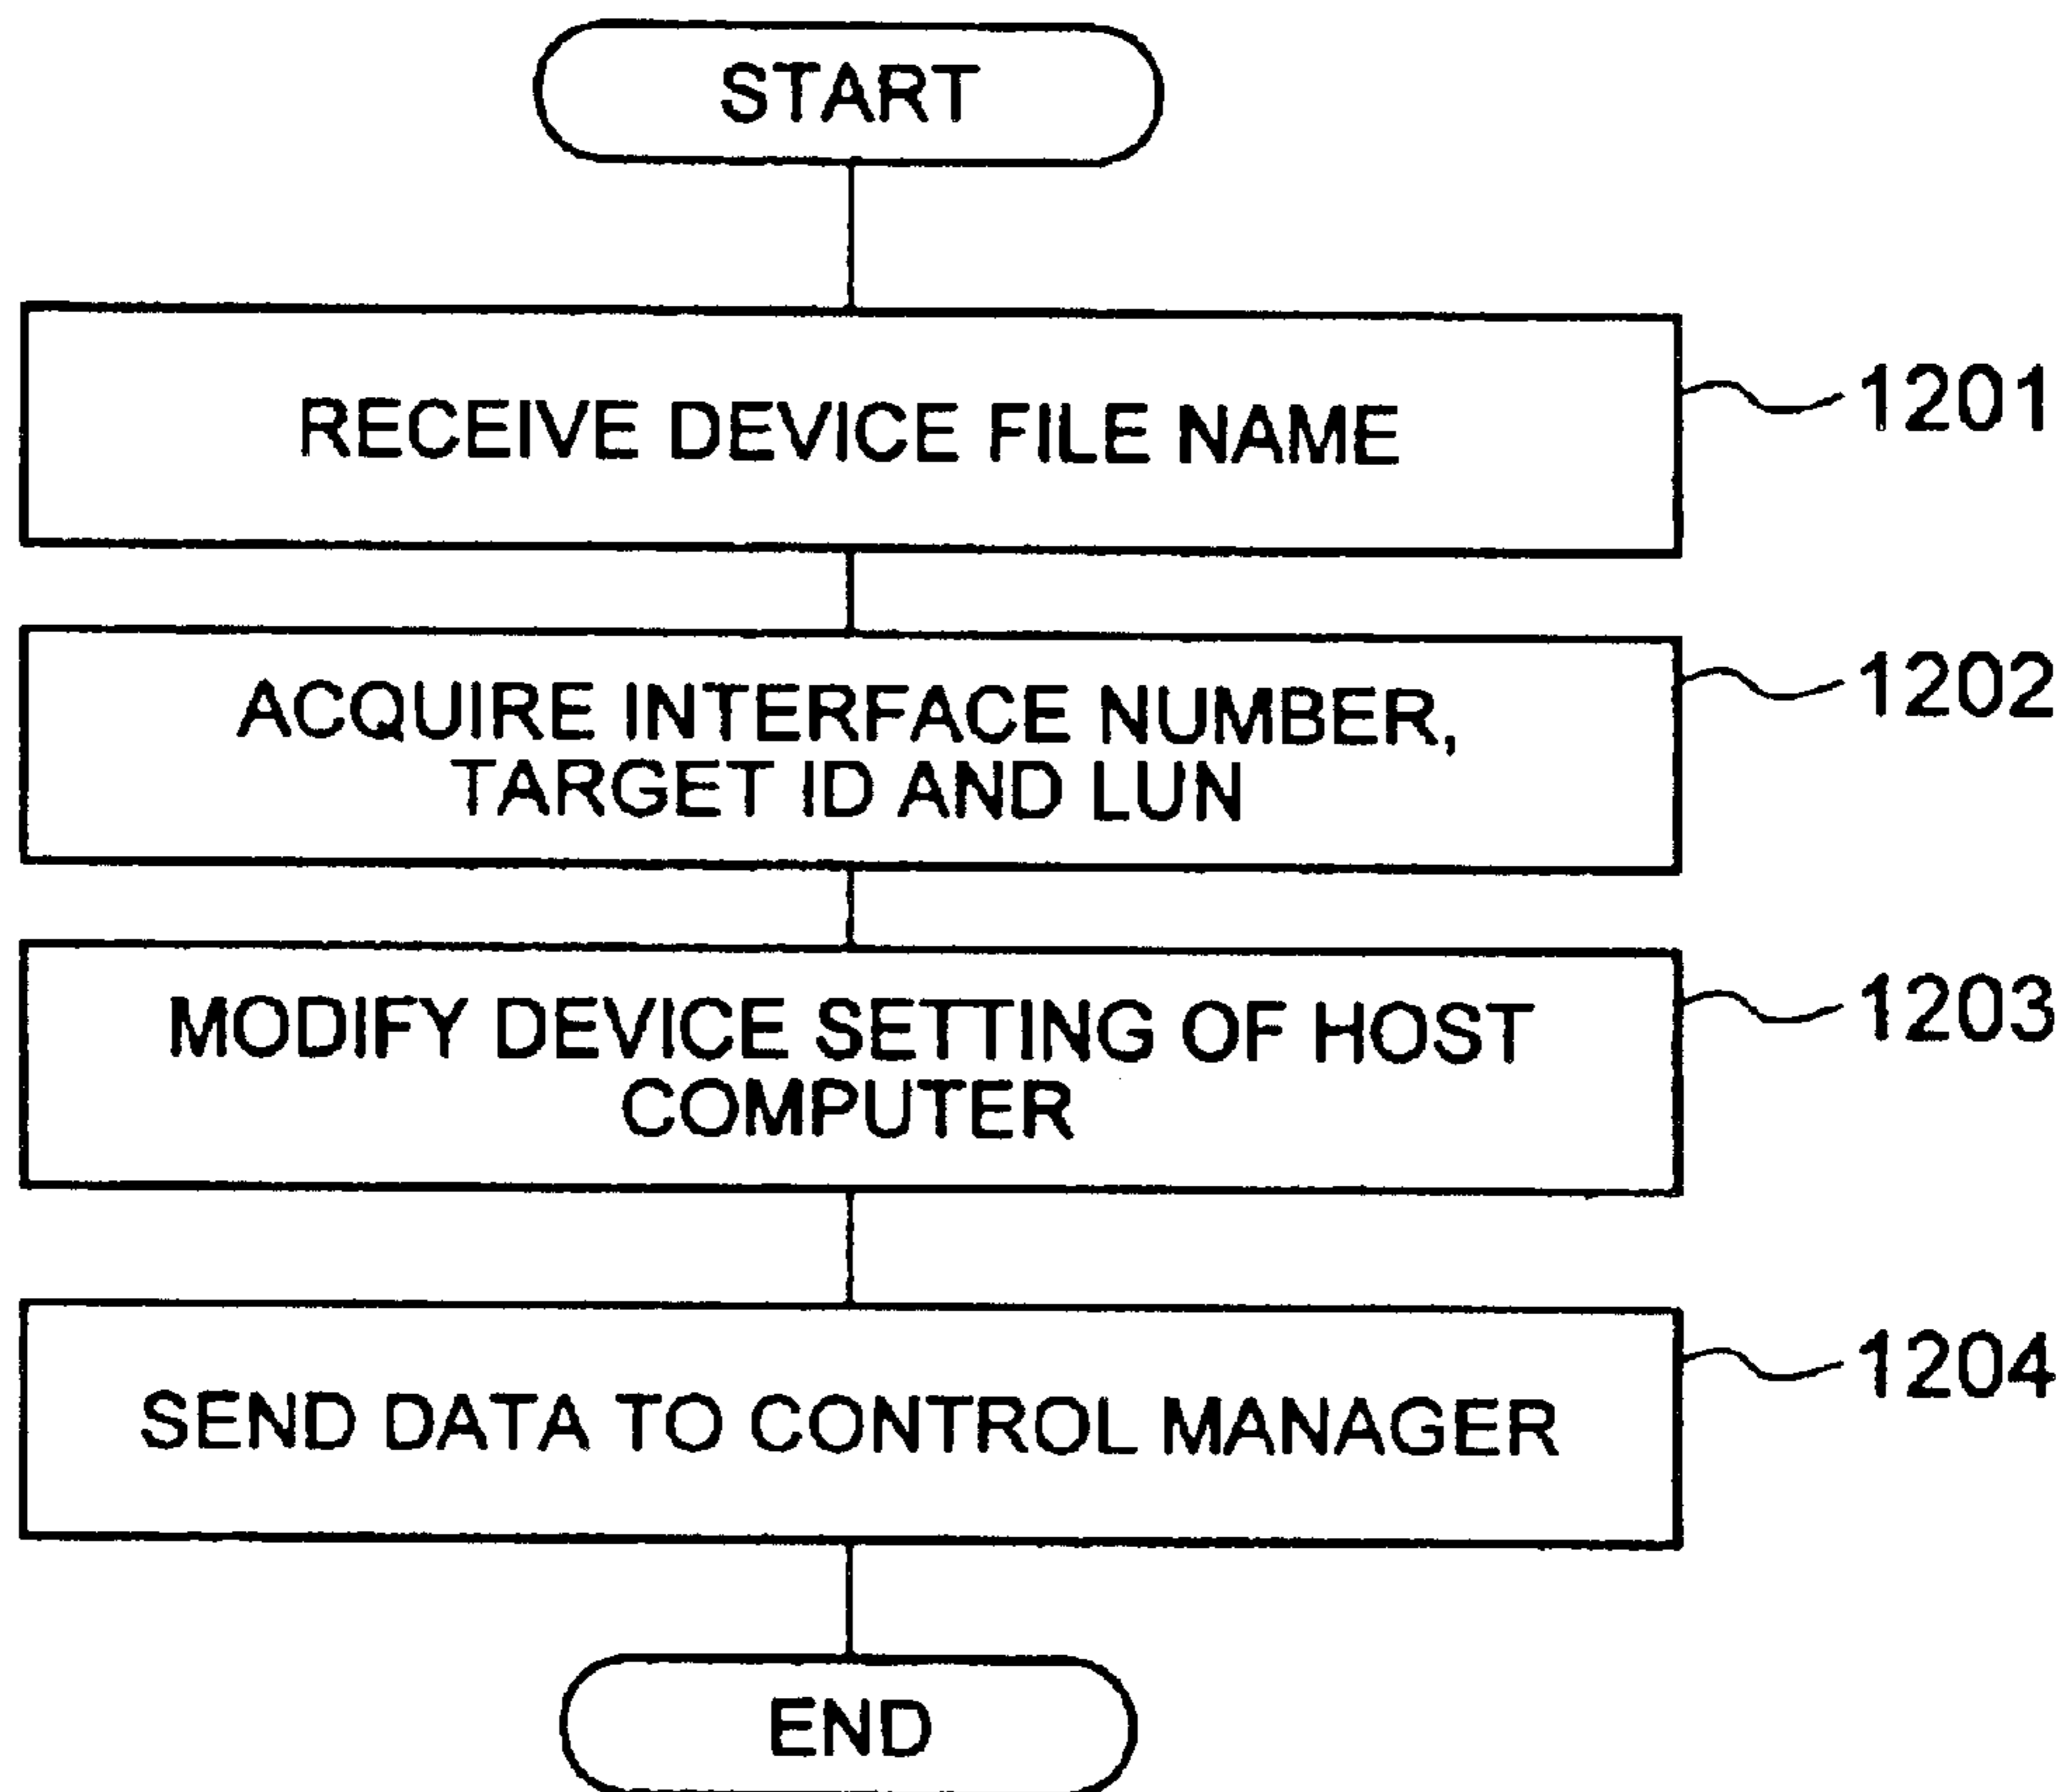 START
RECEIVE DEVICE FILE NAME
1201
ACQUIRE INTERFACE NUMBER,
TARGET ID AND LUN
1202
MODIFY DEVICE SETTING OF HOST
COMPUTER
1203
SEND DATA TO CONTROL MANAGER
1204
END